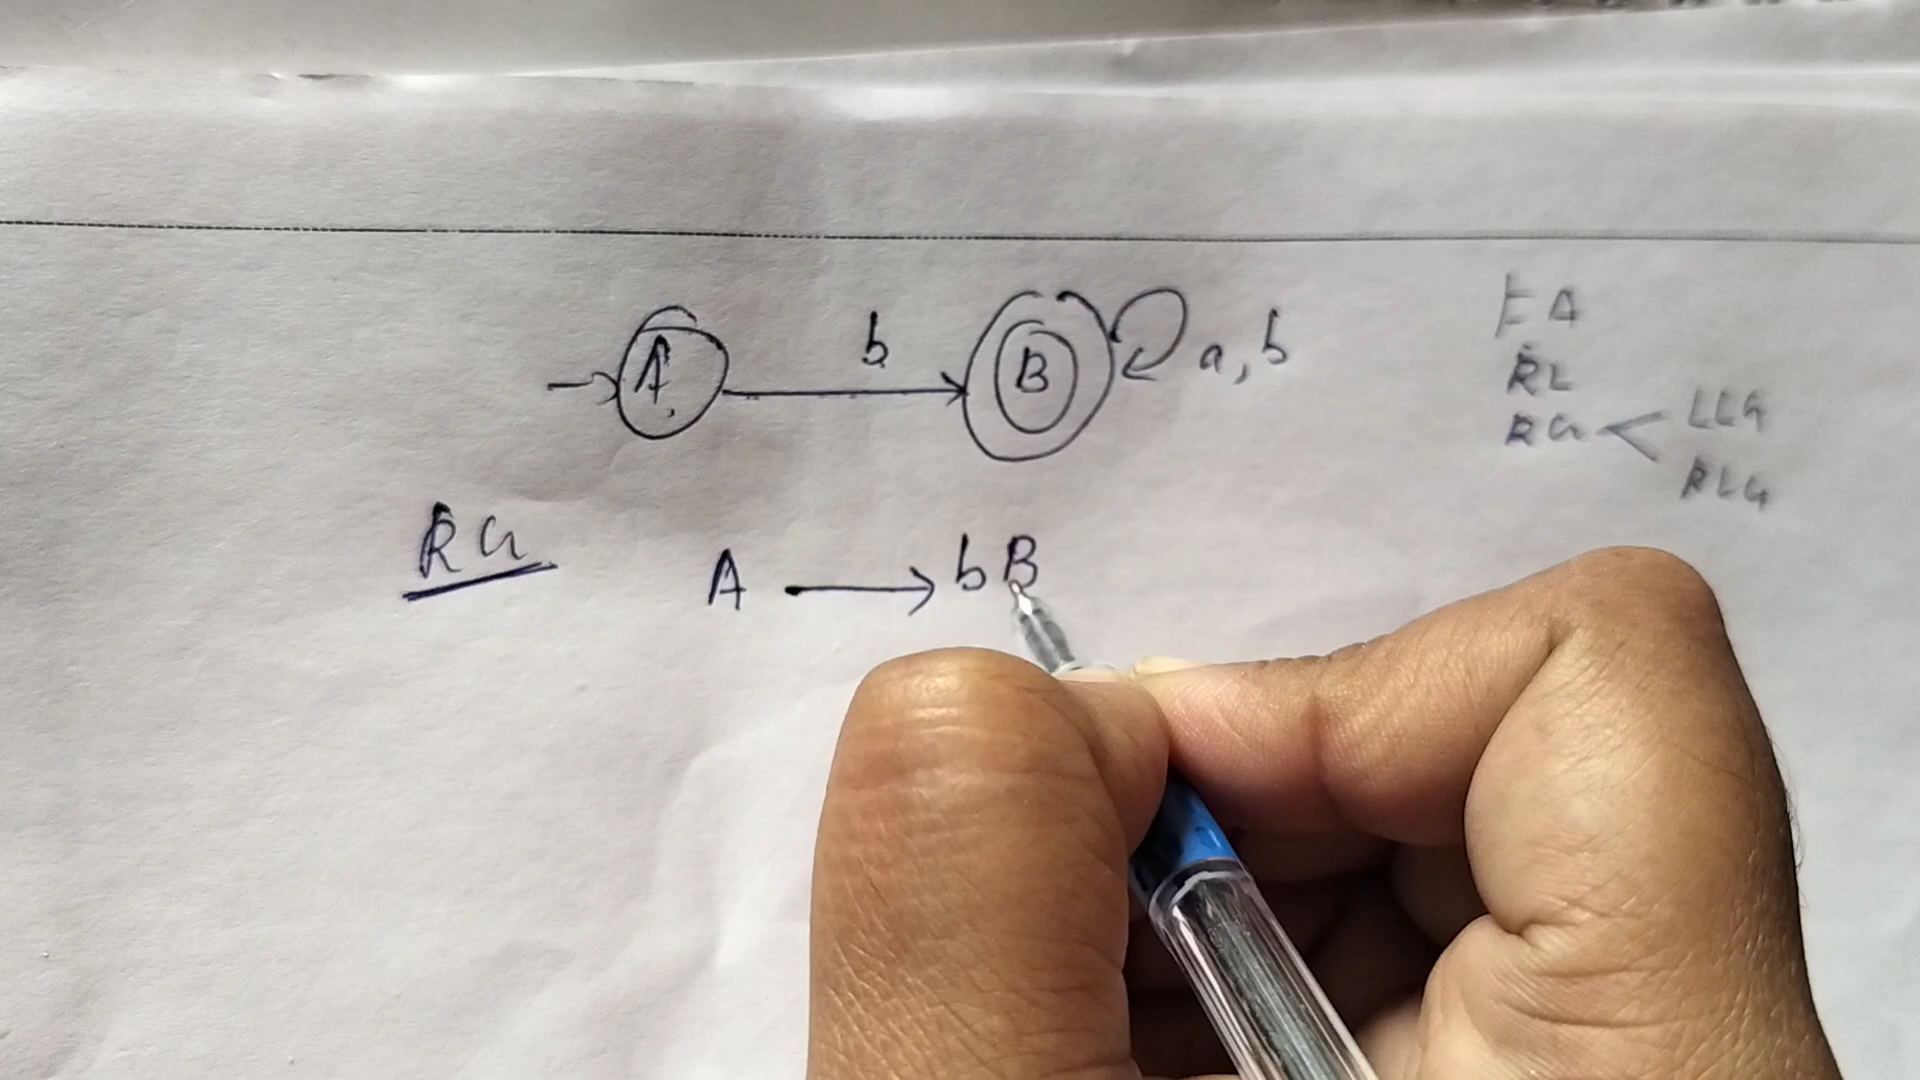 A b B a, b
FA
RL
RG < LLG
RLG
RG A → bB